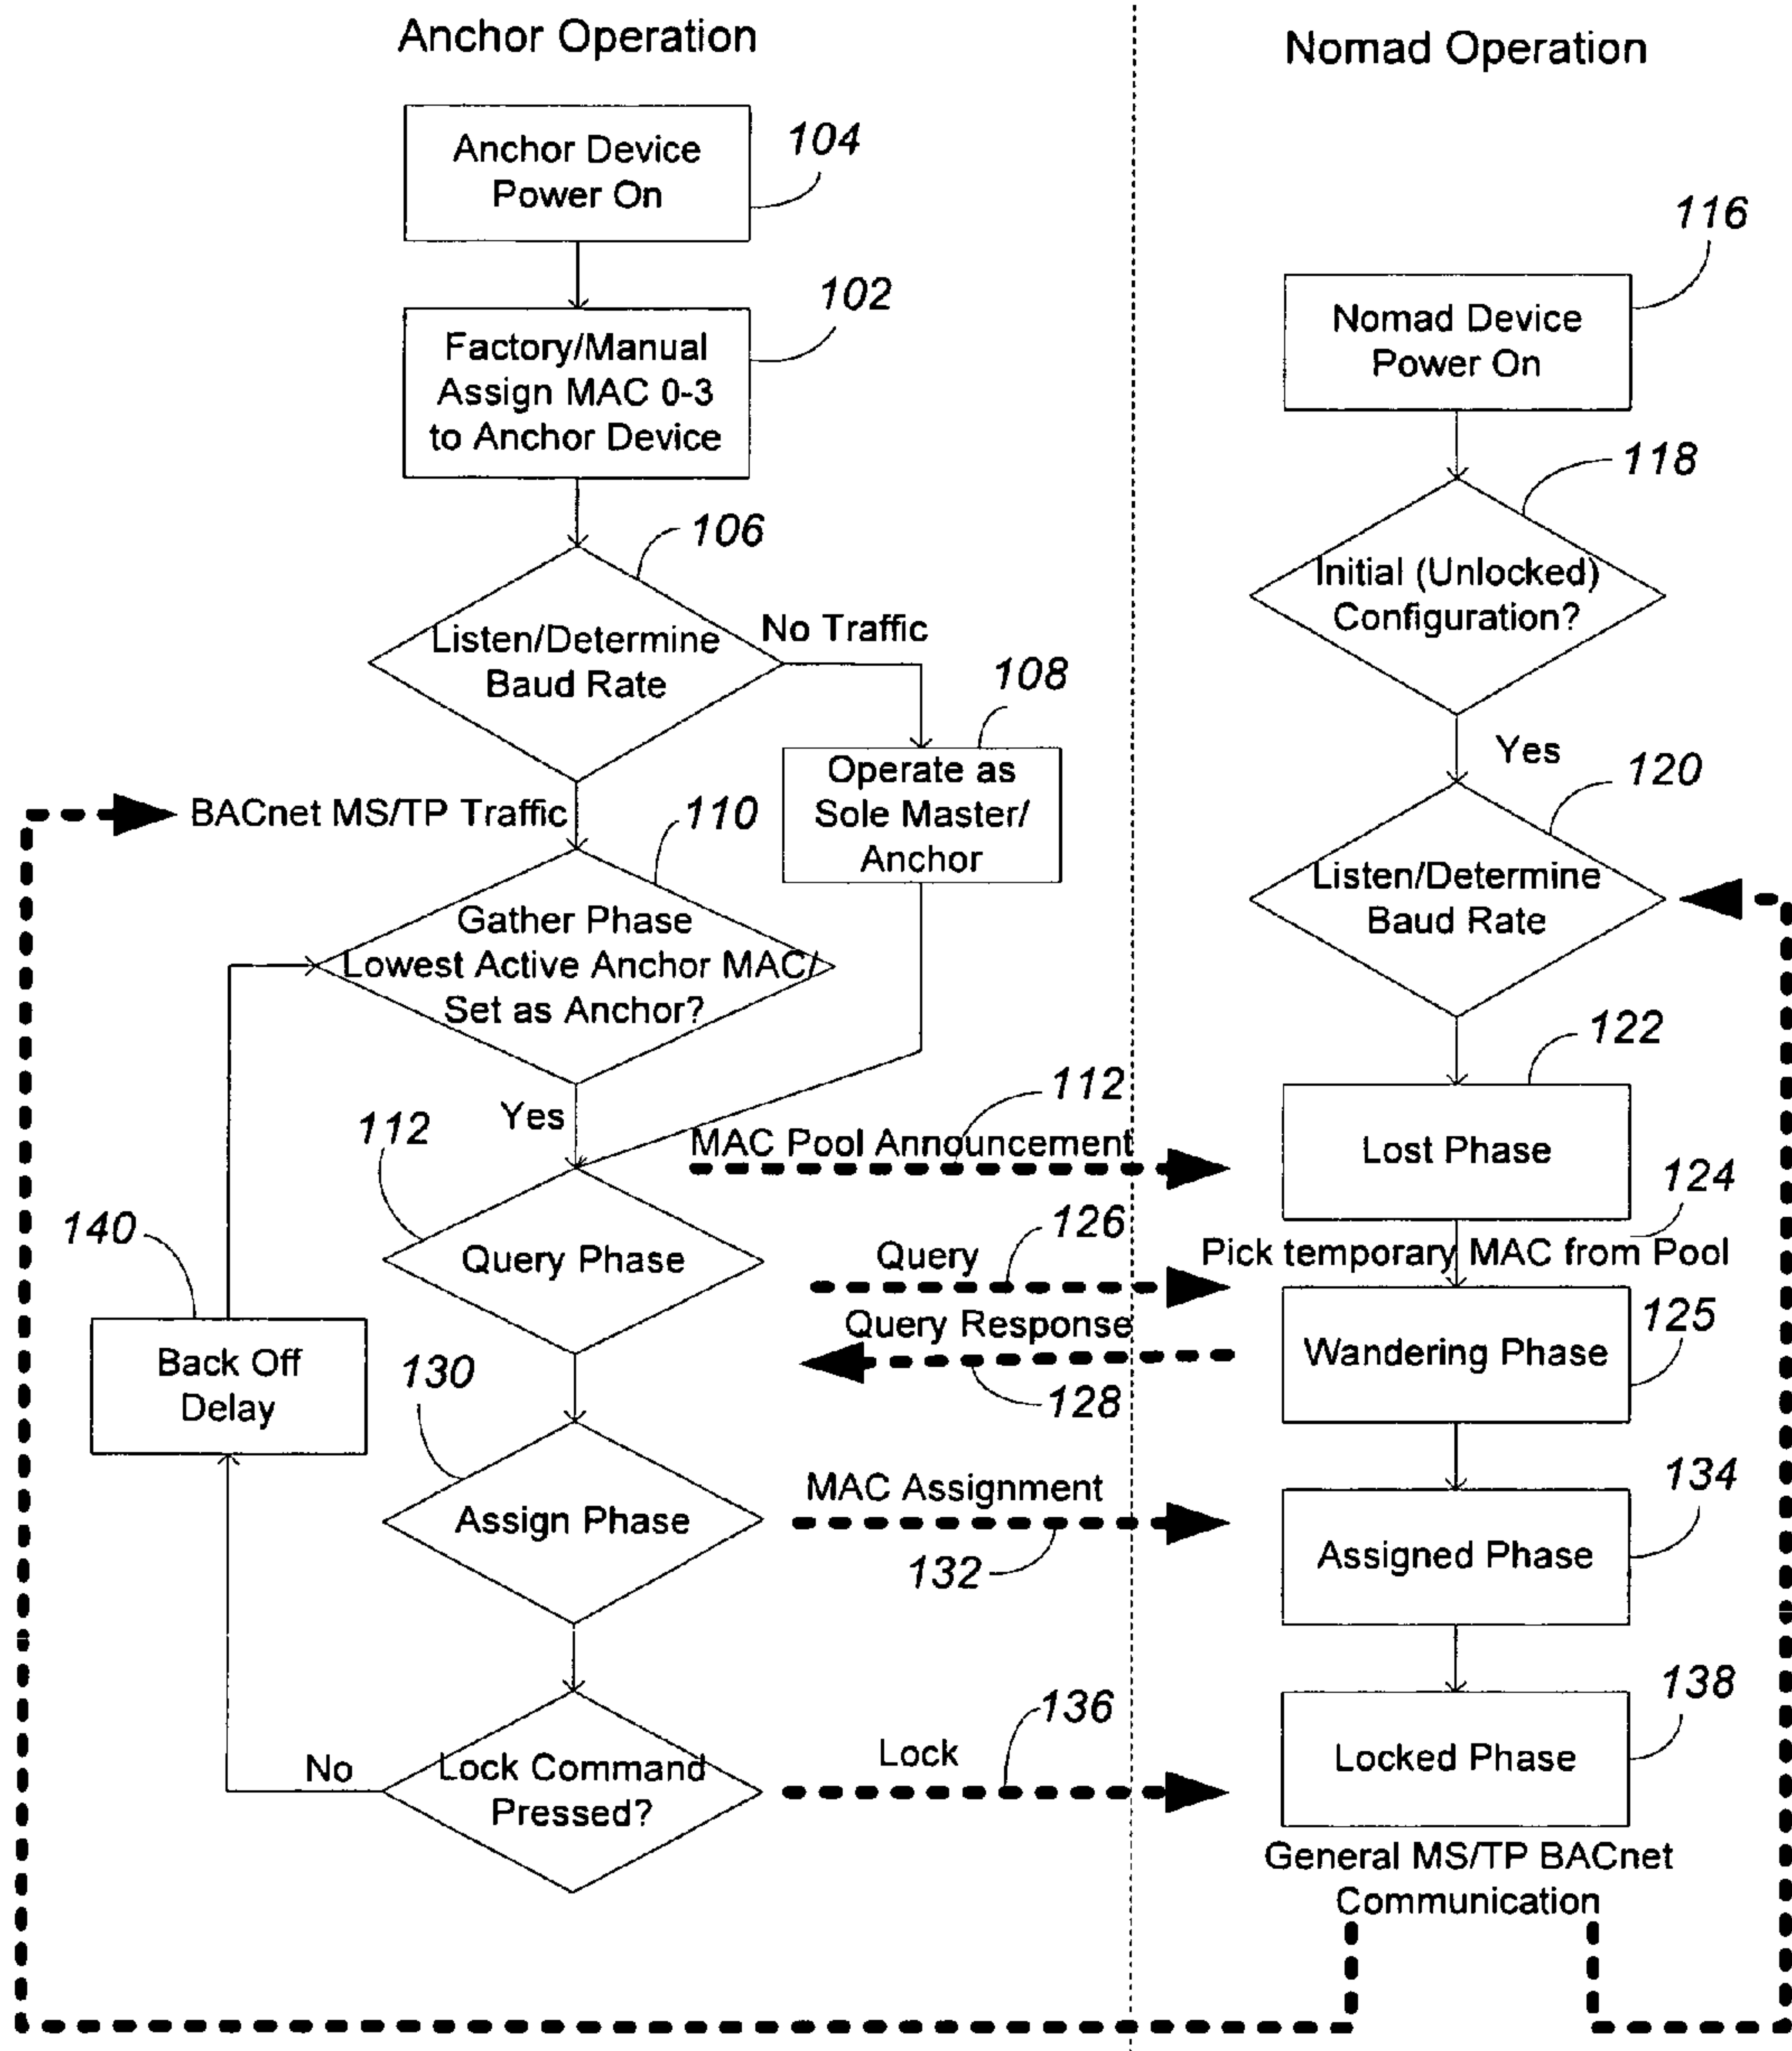 Anchor Operation
Nomad Operation
Anchor Device
Power On
104
Factory/Manual
Assign MAC 0-3
to Anchor Device
102
106
Listen/Determine
Baud Rate
No Traffic
108
Operate as
Sole Master/
Anchor
BACnet MS/TP Traffic
110
Gather Phase
Lowest Active Anchor MAC/
Set as Anchor?
Yes
112
Query Phase
MAC Pool Announcement
112
Query
126
Query Response
128
140
Back Off
Delay
130
Assign Phase
MAC Assignment
132
Lock Command
Pressed?
No
Lock
136
116
Nomad Device
Power On
118
Initial (Unlocked)
Configuration?
Yes
120
Listen/Determine
Baud Rate
122
Lost Phase
124
Pick temporary MAC from Pool
125
Wandering Phase
134
Assigned Phase
138
Locked Phase
General MS/TP BACnet
Communication